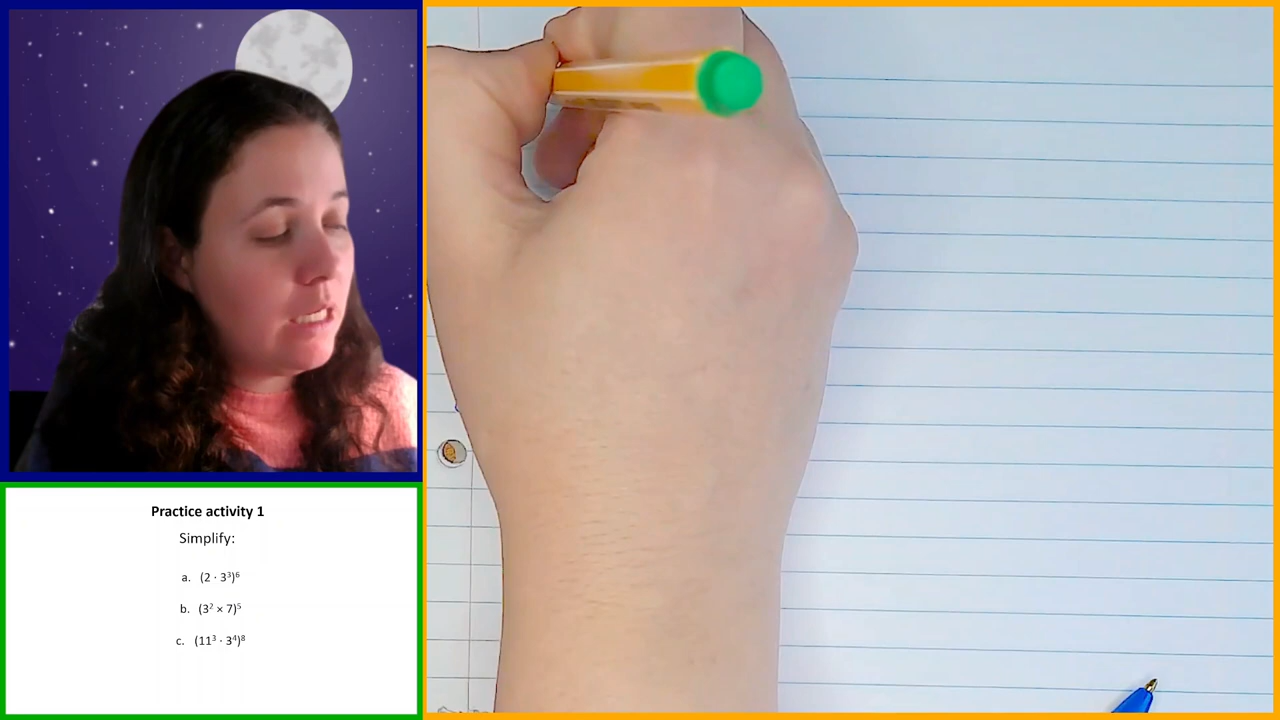 Practice activity 1
Simplify:
a. (2 · 3³)⁶
b. (3² × 7)⁵
c. (11³ · 3⁴)⁸